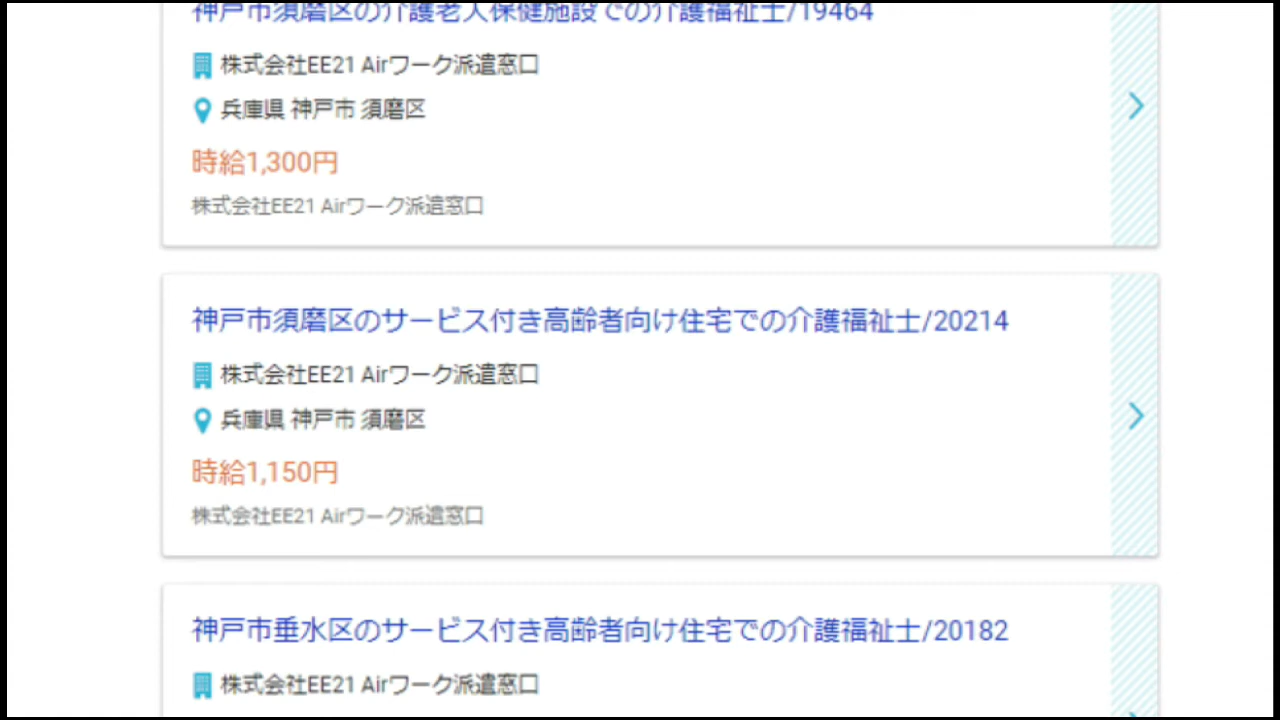 神戸市須磨区の介護老人保健施設での介護福祉士/19464
株式会社EE21 Airワーク派遣窓口
兵庫県 神戸市 須磨区
時給1,300円
株式会社EE21 Airワーク派遣窓口
神戸市須磨区のサービス付き高齢者向け住宅での介護福祉士/20214
株式会社EE21 Airワーク派遣窓口
兵庫県 神戸市 須磨区
時給1,150円
株式会社EE21 Airワーク派遣窓口
神戸市垂水区のサービス付き高齢者向け住宅での介護福祉士/20182
株式会社EE21 Airワーク派遣窓口